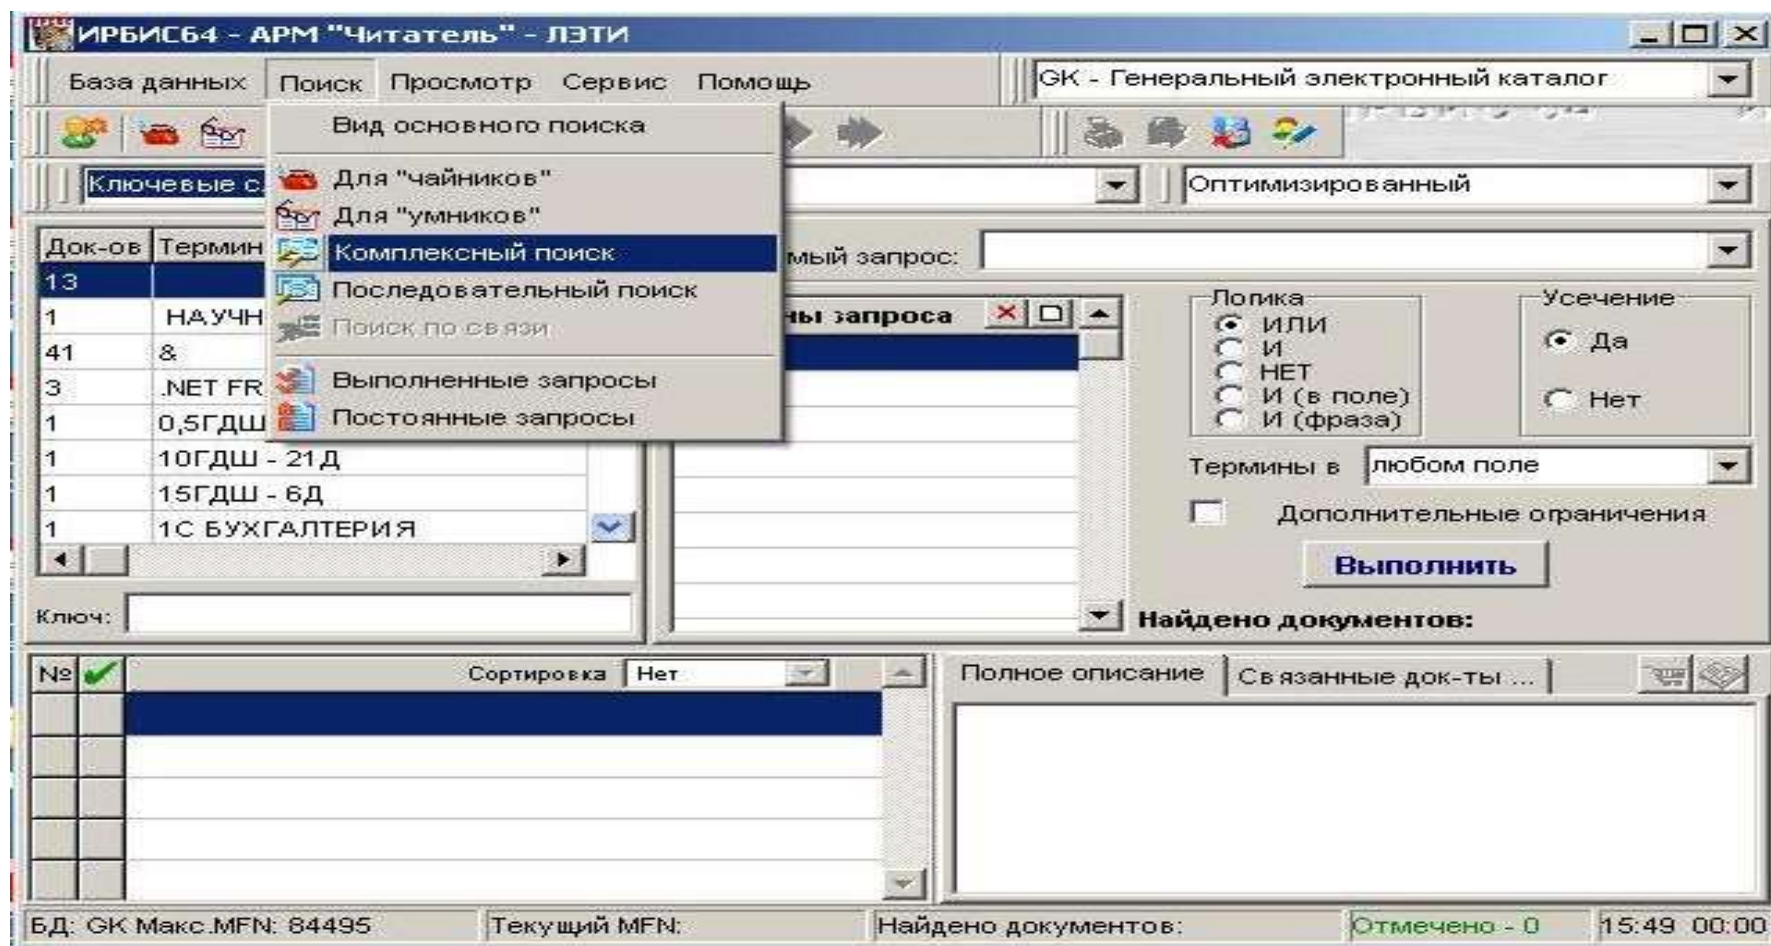 ИРБИС64 - АРМ "Читатель" - ЛЭТИ
База данных Поиск Просмотр Сервис Помощь GK - Генеральный электронный каталог
Вид основного поиска
Для "чайников"
Для "умников"
Комплексный поиск
Последовательный поиск
Поиск по связи
Выполненные запросы
Постоянные запросы
Ключевые с Оптимизированный
Док-ов Термин
13
1 НАУЧН
41 &
3 .NET FR
1 0,5ГДШ
1 10ГДШ - 21Д
1 15ГДШ - 6Д
1 1С БУХГАЛТЕРИЯ
Ключ:
мый запрос:
ны запроса
Логика
ИЛИ
И
НЕТ
И (в поле)
И (фраза)
Усечение
Да
Нет
Термины в любом поле
Дополнительные ограничения
Выполнить
Найдено документов:
№ Сортировка Нет
Полное описание Связанные док-ты ...
БД: GK Макс.MFN: 84495 Текущий MFN: Найдено документов: Отмечено - 0 15:49 00:00